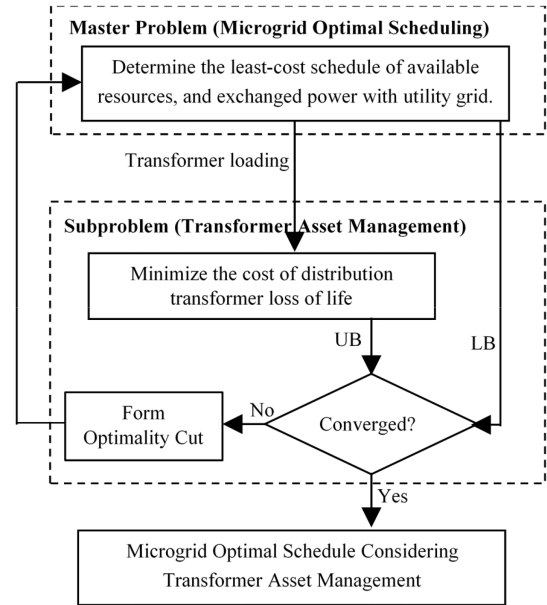 Master Problem (Microgrid Optimal Scheduling)
Determine the least-cost schedule of available
resources, and exchanged power with utility grid.
Transformer loading
Subproblem (Transformer Asset Management)
Minimize the cost of distribution
transformer loss of life
UB
LB
Form
Optimality Cut
No
Converged?
Yes
Microgrid Optimal Schedule Considering
Transformer Asset Management